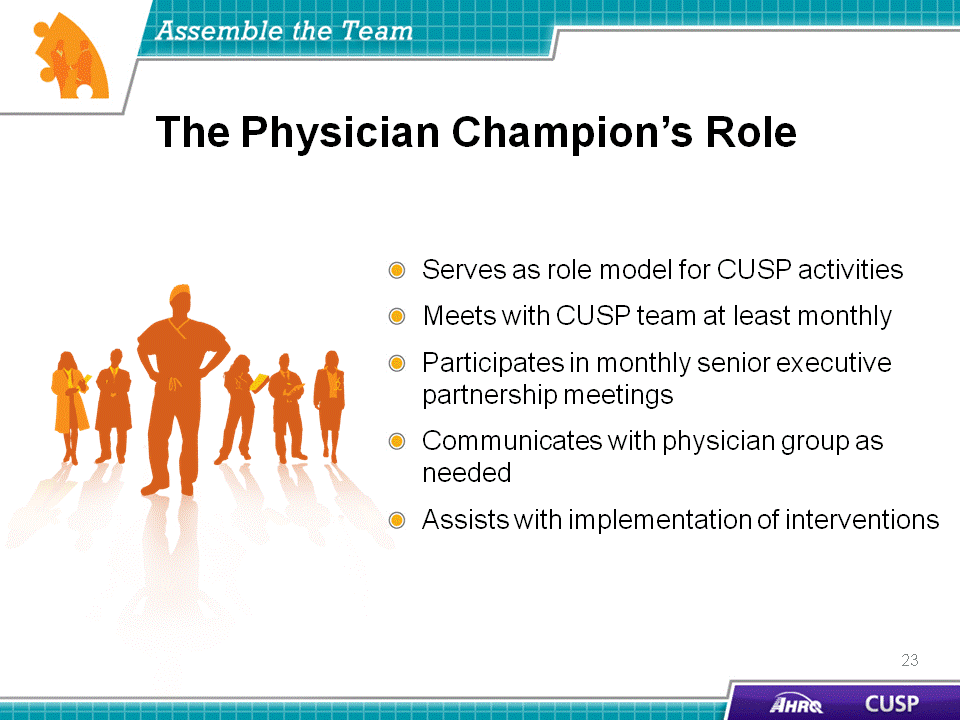 Assemble the Team
The Physician Champion's Role
Serves as role model for CUSP activities
Meets with CUSP team at least monthly
Participates in monthly senior executive
partnership meetings
Communicates with physician group as
needed
Assists with implementation of interventions
23
AHRQ CUSP